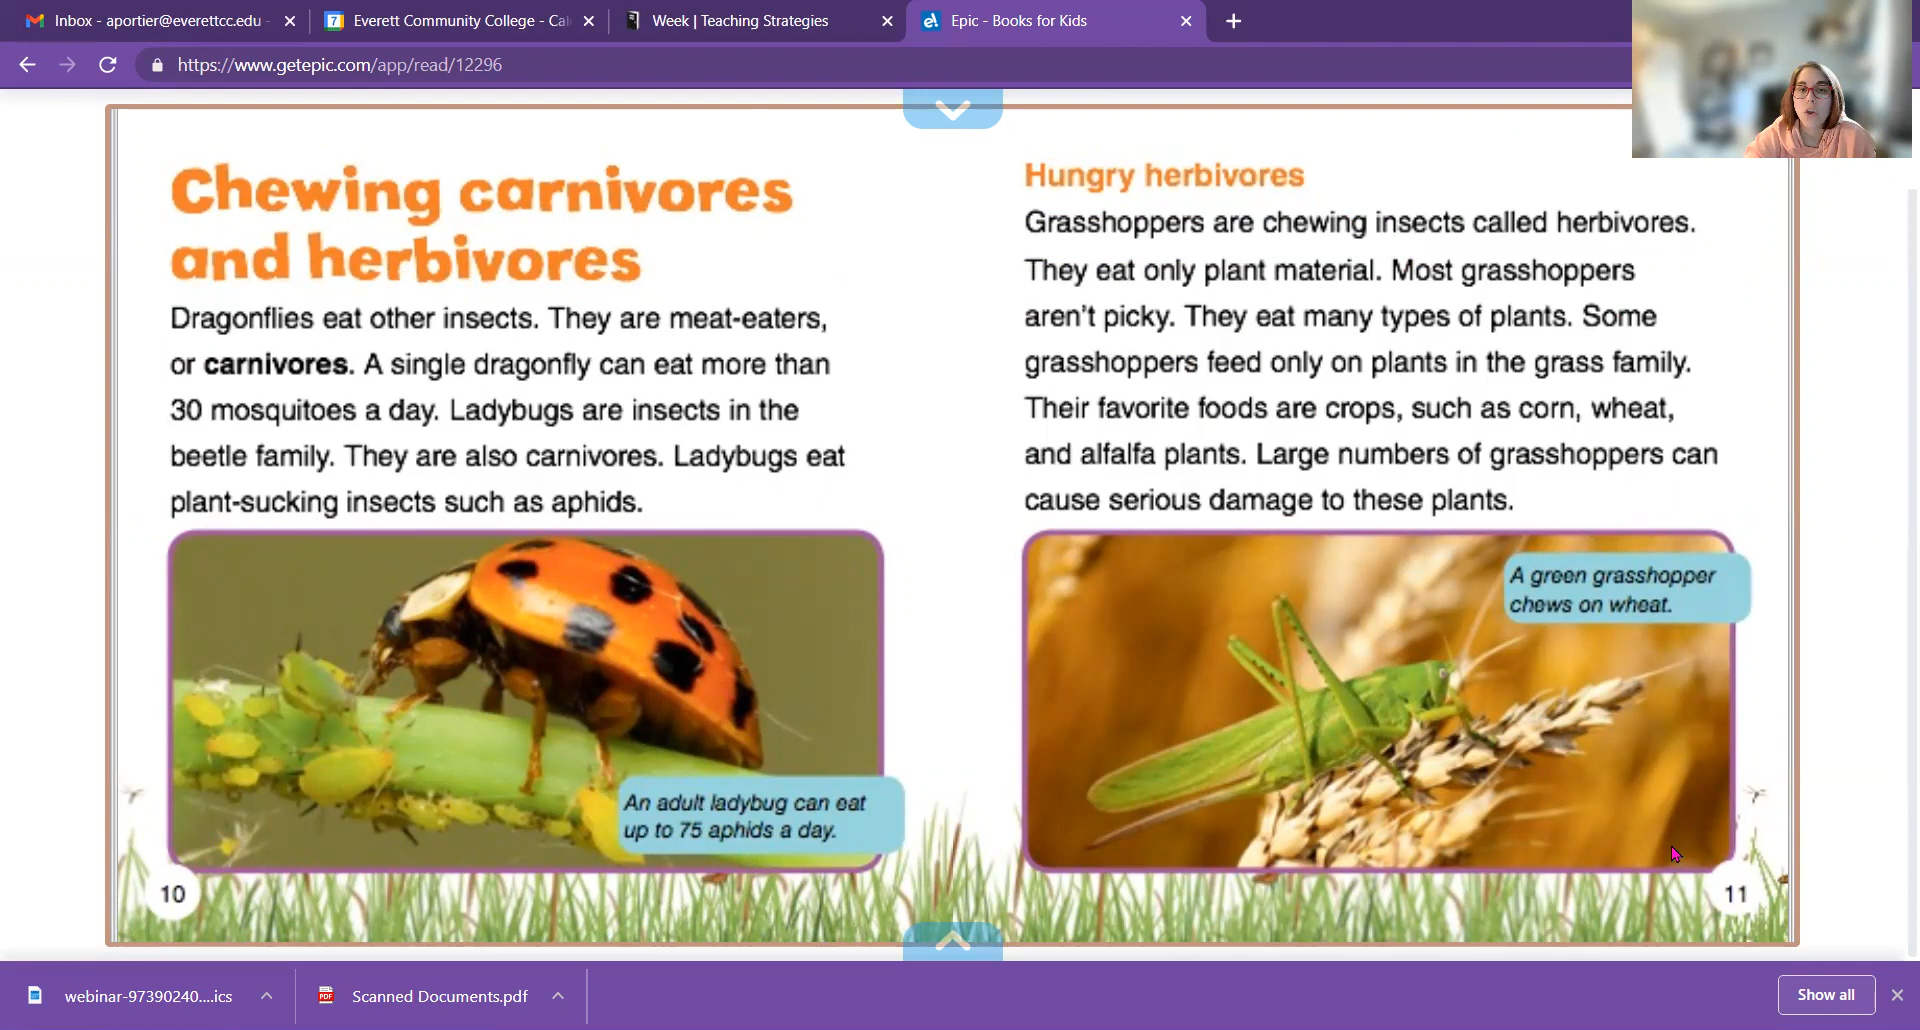 Inbox - aportier@everettcc.edu -
Everett Community College - Cal
Week | Teaching Strategies
Epic - Books for Kids
https://www.getepic.com/app/read/12296
Chewing carnivores
and herbivores
Dragonflies eat other insects. They are meat-eaters,
or carnivores. A single dragonfly can eat more than
30 mosquitoes a day. Ladybugs are insects in the
beetle family. They are also carnivores. Ladybugs eat
plant-sucking insects such as aphids.
An adult ladybug can eat
up to 75 aphids a day.
10
Hungry herbivores
Grasshoppers are chewing insects called herbivores.
They eat only plant material. Most grasshoppers
aren't picky. They eat many types of plants. Some
grasshoppers feed only on plants in the grass family.
Their favorite foods are crops, such as corn, wheat,
and alfalfa plants. Large numbers of grasshoppers can
cause serious damage to these plants.
A green grasshopper
chews on wheat.
11
webinar-97390240....ics
PDF
Scanned Documents.pdf
Show all